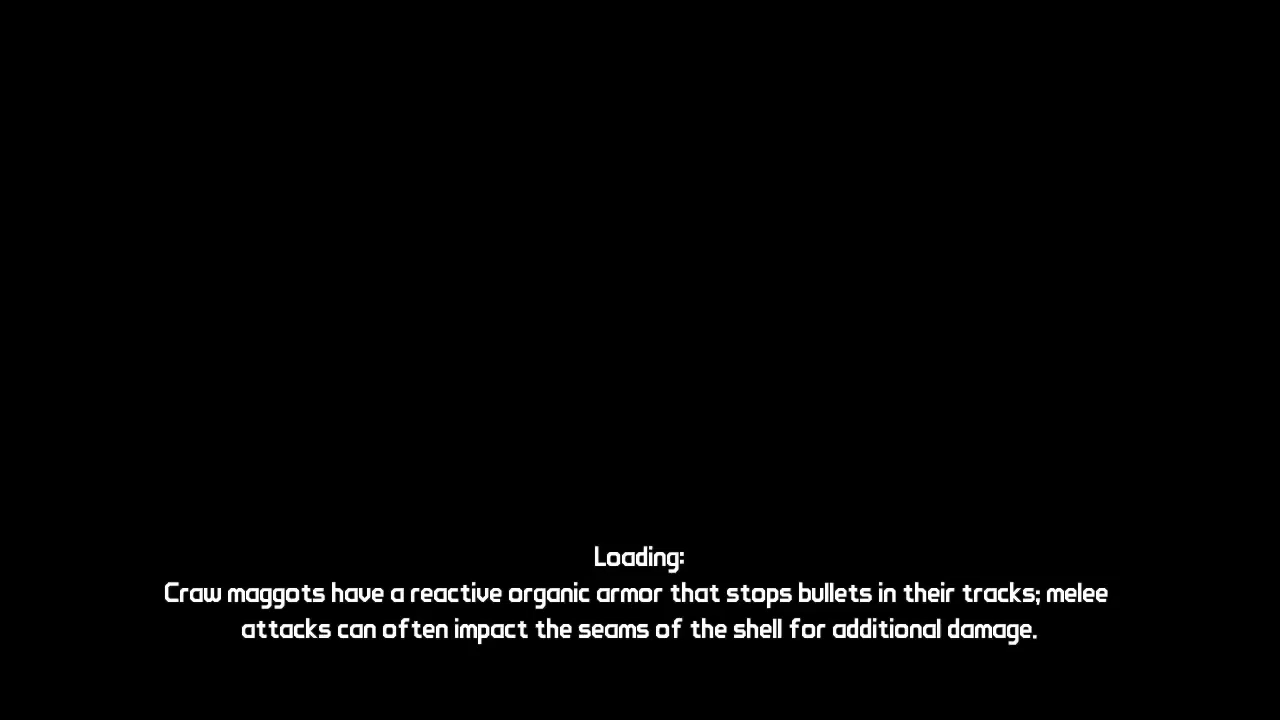 Loading:
Craw maggots have a reactive organic armor that stops bullets in their tracks; melee
attacks can often impact the seams of the shell for additional damage.